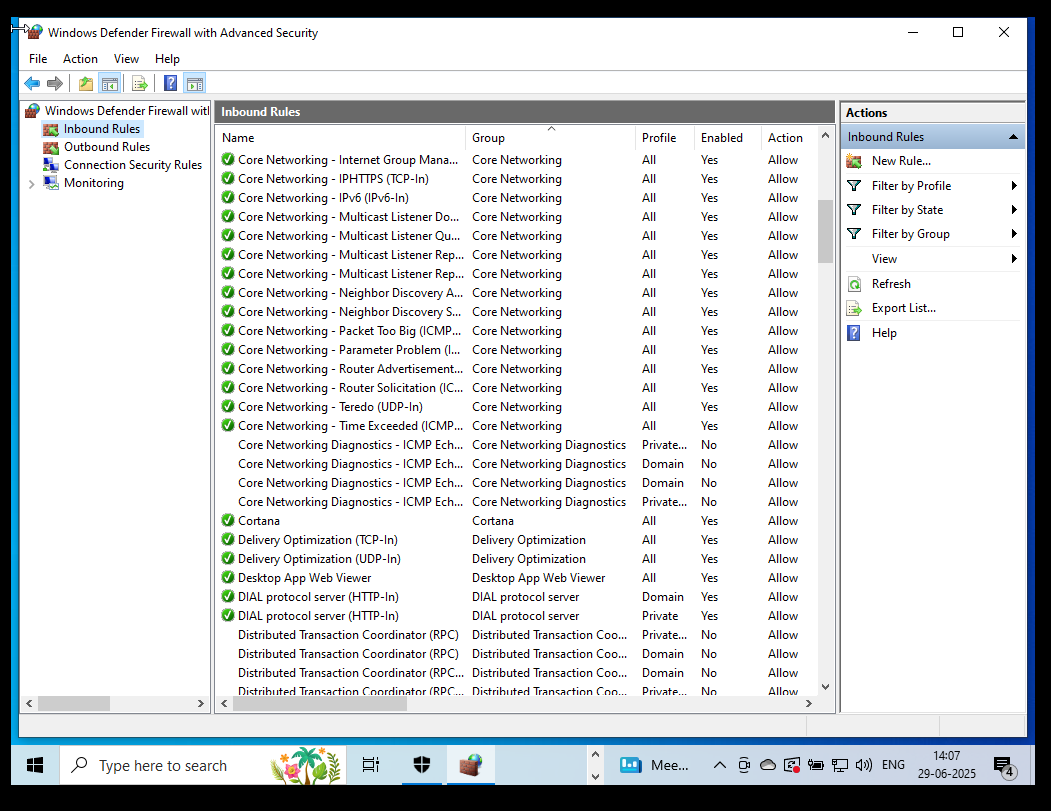 Windows Defender Firewall with Advanced Security
File Action View Help
Windows Defender Firewall with
Inbound Rules
Outbound Rules
Connection Security Rules
Monitoring
Inbound Rules
Name Group Profile Enabled Action
Core Networking - Internet Group Mana... Core Networking All Yes Allow
Core Networking - IPHTTPS (TCP-In) Core Networking All Yes Allow
Core Networking - IPv6 (IPv6-In) Core Networking All Yes Allow
Core Networking - Multicast Listener Do... Core Networking All Yes Allow
Core Networking - Multicast Listener Qu... Core Networking All Yes Allow
Core Networking - Multicast Listener Rep... Core Networking All Yes Allow
Core Networking - Multicast Listener Rep... Core Networking All Yes Allow
Core Networking - Neighbor Discovery A... Core Networking All Yes Allow
Core Networking - Neighbor Discovery S... Core Networking All Yes Allow
Core Networking - Packet Too Big (ICMP... Core Networking All Yes Allow
Core Networking - Parameter Problem (I... Core Networking All Yes Allow
Core Networking - Router Advertisement... Core Networking All Yes Allow
Core Networking - Router Solicitation (IC... Core Networking All Yes Allow
Core Networking - Teredo (UDP-In) Core Networking All Yes Allow
Core Networking - Time Exceeded (ICMP... Core Networking All Yes Allow
Core Networking Diagnostics - ICMP Ech... Core Networking Diagnostics Private... No Allow
Core Networking Diagnostics - ICMP Ech... Core Networking Diagnostics Domain No Allow
Core Networking Diagnostics - ICMP Ech... Core Networking Diagnostics Domain No Allow
Core Networking Diagnostics - ICMP Ech... Core Networking Diagnostics Private... No Allow
Cortana Cortana All Yes Allow
Delivery Optimization (TCP-In) Delivery Optimization All Yes Allow
Delivery Optimization (UDP-In) Delivery Optimization All Yes Allow
Desktop App Web Viewer Desktop App Web Viewer All Yes Allow
DIAL protocol server (HTTP-In) DIAL protocol server Domain Yes Allow
DIAL protocol server (HTTP-In) DIAL protocol server Private Yes Allow
Distributed Transaction Coordinator (RPC) Distributed Transaction Coo... Private... No Allow
Distributed Transaction Coordinator (RPC) Distributed Transaction Coo... Domain No Allow
Distributed Transaction Coordinator (RPC... Distributed Transaction Coo... Domain No Allow
Distributed Transaction Coordinator (RPC... Distributed Transaction Coo... Private... No Allow
Actions
Inbound Rules
New Rule...
Filter by Profile
Filter by State
Filter by Group
View
Refresh
Export List...
Help
Type here to search
Mee...
ENG
14:07
29-06-2025
4